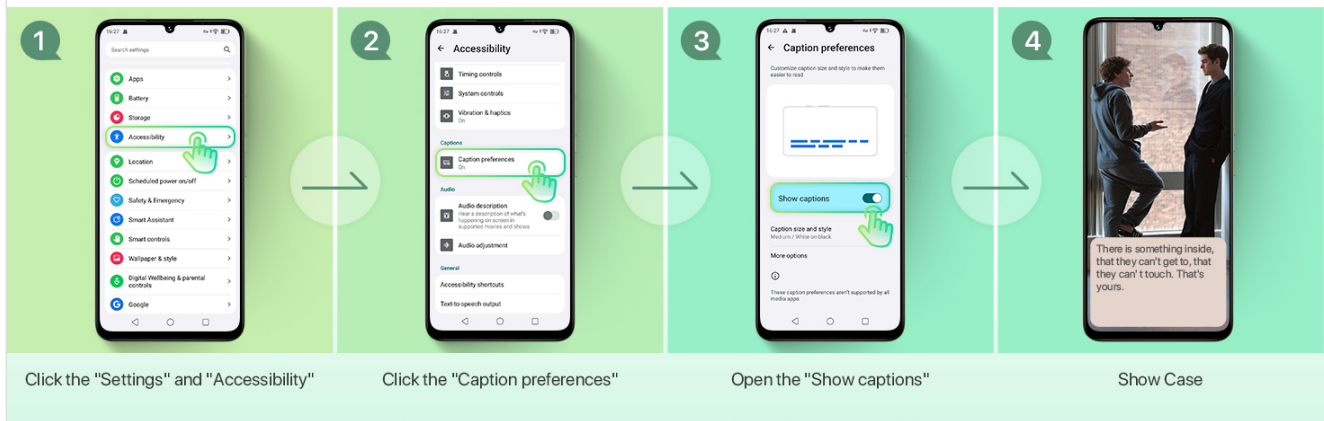 1
16:27
Search settings
Apps
Battery
Storage
Accessibility
Location
Scheduled power on/off
Safety & Emergency
Smart Assistant
Smart controls
Wallpaper & style
Digital Wellbeing & parental
controls
Google
Click the "Settings" and "Accessibility"
2
16:27
Accessibility
Timing controls
System controls
Vibration & haptics
On
Captions
Caption preferences
On
Audio
Audio description
Hear a description of what's
happening on screen in
supported movies and shows
Audio adjustment
General
Accessibility shortcuts
Text-to-speech output
Click the "Caption preferences"
3
16:27
Caption preferences
Customize caption size and style to make them
easier to read
Show captions
Caption size and style
Medium / White on black
More options
These caption preferences aren't supported by all
media apps
Open the "Show captions"
4
There is something inside,
that they can't get to, that
they can' t touch. That's
yours.
Show Case